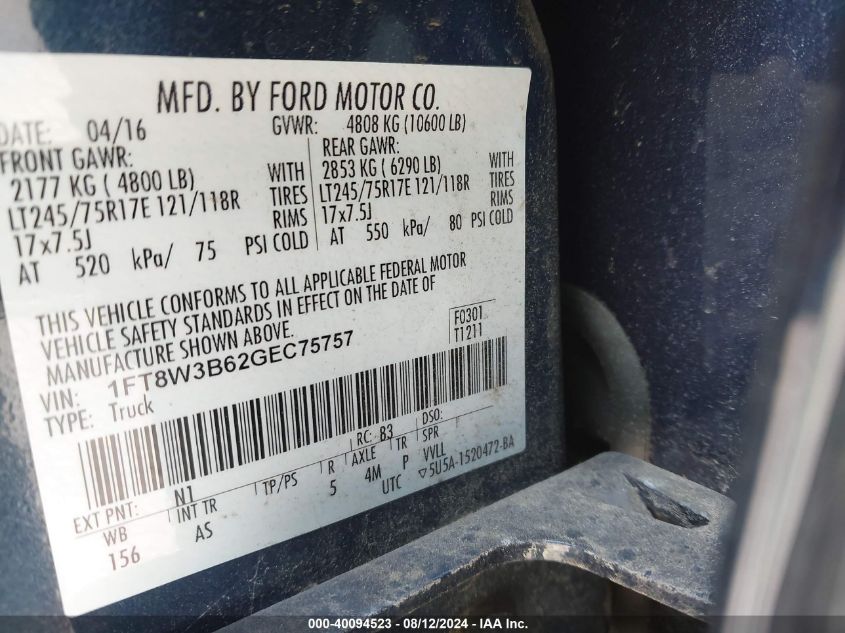 MFD. BY FORD MOTOR CO.
DATE: 04/16 GVWR: 4808 KG (10600 LB)
FRONT GAWR: REAR GAWR:
2177 KG ( 4800 LB) WITH 2853 KG ( 6290 LB) WITH
LT245/75R17E 121/118R TIRES LT245/75R17E 121/118R TIRES
17x7.5J RIMS 17x7.5J RIMS
AT 520 kPa/ 75 PSI COLD AT 550 kPa/ 80 PSI COLD
THIS VEHICLE CONFORMS TO ALL APPLICABLE FEDERAL MOTOR
VEHICLE SAFETY STANDARDS IN EFFECT ON THE DATE OF
MANUFACTURE SHOWN ABOVE.
F0301
T1211
VIN: 1FT8W3B62GEC75757
TYPE: Truck
EXT PNT: N1 RC: 83 DSO:
WB INT TR TP/PS R AXLE TR SPR
156 AS 5 4M P VVLL
UTC ▽5U5A-1520472-BA
000-40094523 - 08/12/2024 - IAA Inc.